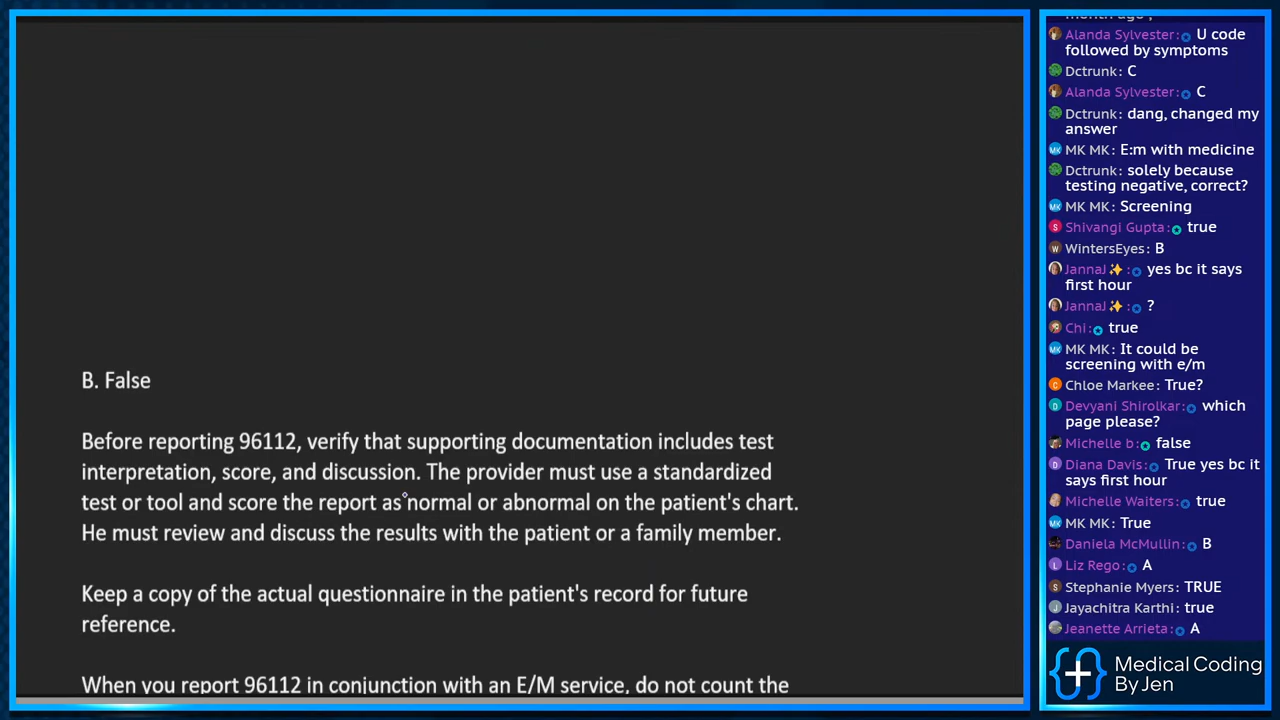 B. False
Before reporting 96112, verify that supporting documentation includes test
interpretation, score, and discussion. The provider must use a standardized
test or tool and score the report as normal or abnormal on the patient's chart.
He must review and discuss the results with the patient or a family member.
Keep a copy of the actual questionnaire in the patient's record for future
reference.
When you report 96112 in conjunction with an E/M service, do not count the
month ago ,
Alanda Sylvester: U code
followed by symptoms
Dctrunk: C
Alanda Sylvester: C
Dctrunk: dang, changed my
answer
MK MK: E:m with medicine
Dctrunk: solely because
testing negative, correct?
MK MK: Screening
Shivangi Gupta: true
WintersEyes: B
JannaJ✨: yes bc it says
first hour
JannaJ✨: ?
Chi: true
MK MK: It could be
screening with e/m
Chloe Markee: True?
Devyani Shirolkar: which
page please?
Michelle b: false
Diana Davis: True yes bc it
says first hour
Michelle Waiters: true
MK MK: True
Daniela McMullin: B
Liz Rego: A
Stephanie Myers: TRUE
Jayachitra Karthi: true
Jeanette Arrieta: A
Medical Coding
By Jen